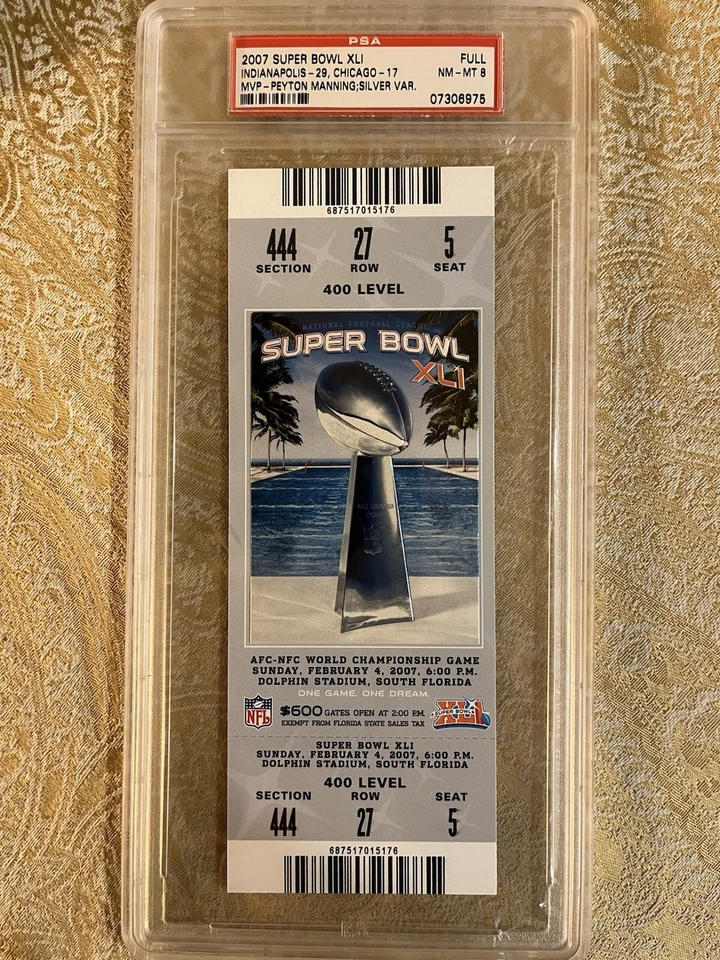 PSA
2007 SUPER BOWL XLI FULL
INDIANAPOLIS-29, CHICAGO-17 NM-MT 8
MVP-PEYTON MANNING;SILVER VAR.
07306975
687517015176
444 27 5
SECTION ROW SEAT
400 LEVEL
NATIONAL FOOTBALL LEAGUE
SUPER BOWL
XLI
NFL
AFC-NFC WORLD CHAMPIONSHIP GAME
SUNDAY, FEBRUARY 4, 2007, 6:00 P.M.
DOLPHIN STADIUM, SOUTH FLORIDA
ONE GAME. ONE DREAM.
NFL
$600 GATES OPEN AT 2:00 P.M.
EXEMPT FROM FLORIDA STATE SALES TAX
XLI
SUPER BOWL
SUPER BOWL XLI
SUNDAY, FEBRUARY 4, 2007, 6:00 P.M.
DOLPHIN STADIUM, SOUTH FLORIDA
400 LEVEL
SECTION ROW SEAT
444 27 5
687517015176